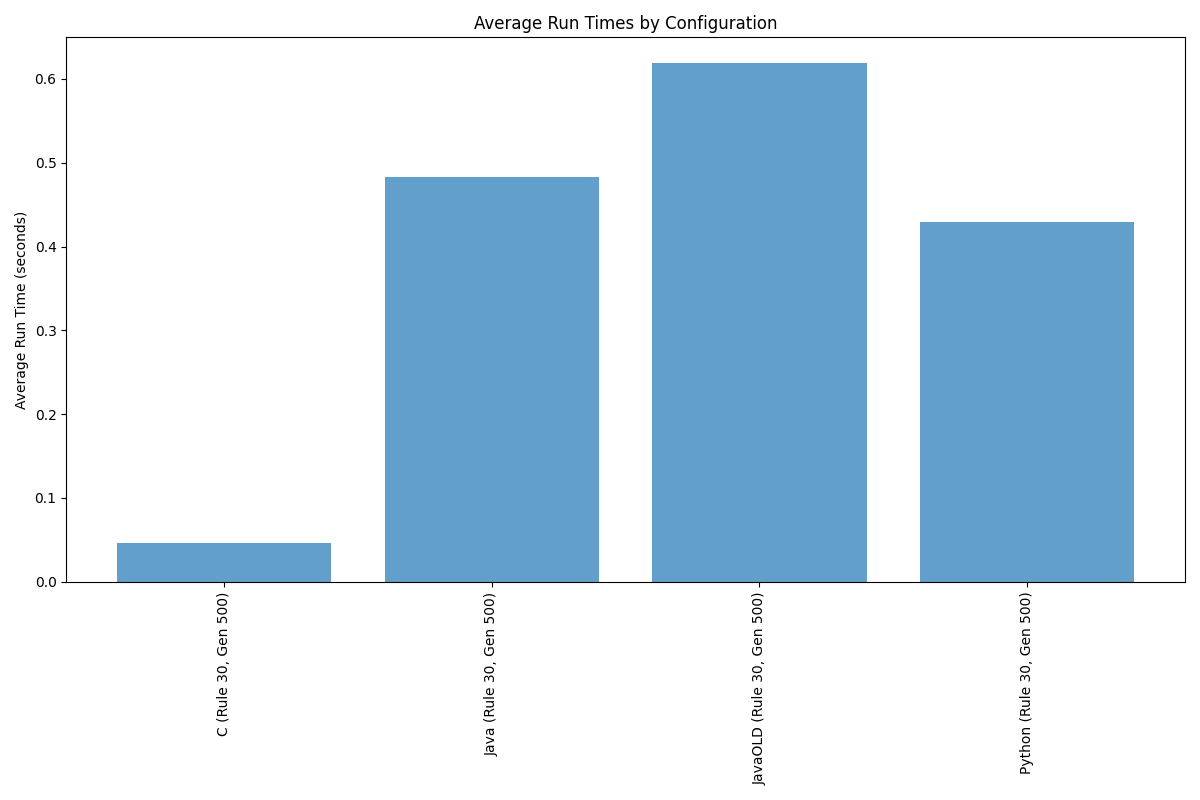 Average Run Times by Configuration
Average Run Time (seconds)
0.6
0.5
0.4
0.3
0.2
0.1
0.0
C (Rule 30, Gen 500)
Java (Rule 30, Gen 500)
JavaOLD (Rule 30, Gen 500)
Python (Rule 30, Gen 500)